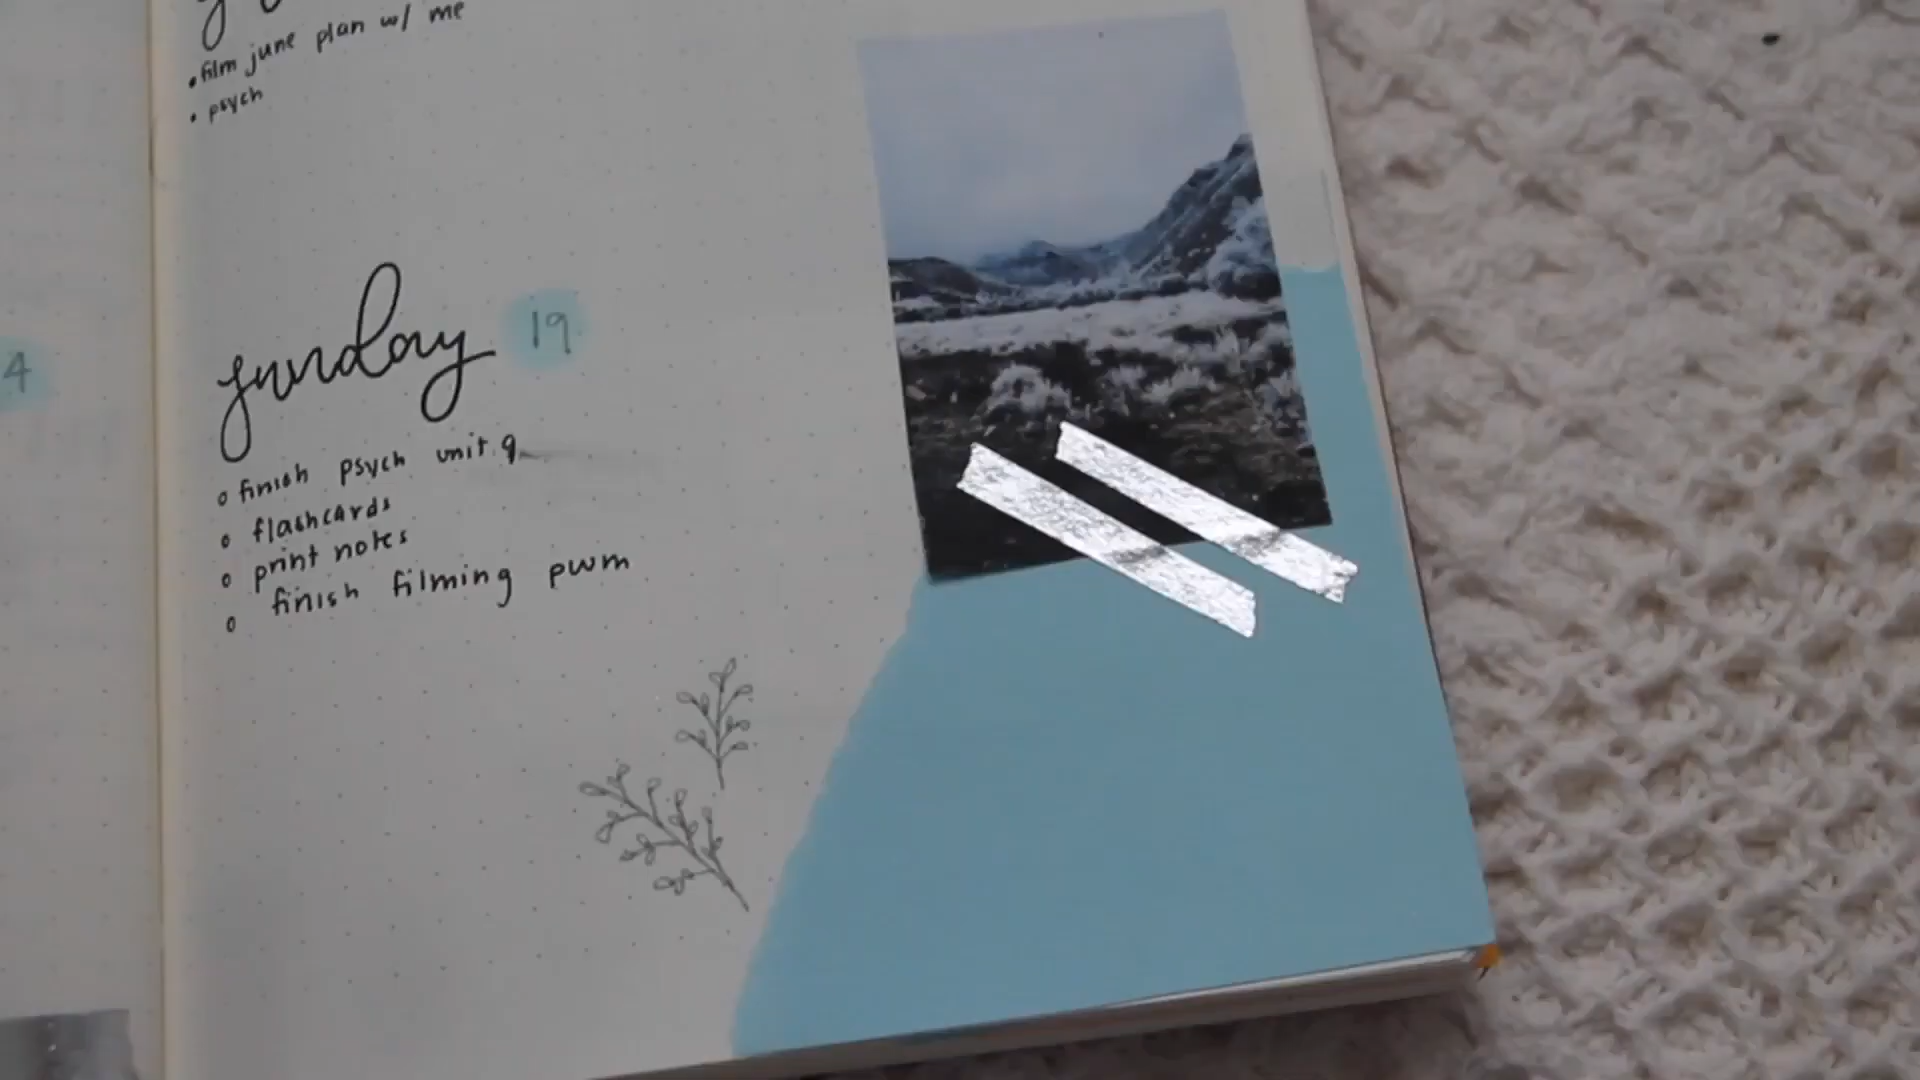 • film june plan w/ me
• psych
4
sunday 19
o finish psych unit 9
o flashcards
o print notes
o finish filming pwm